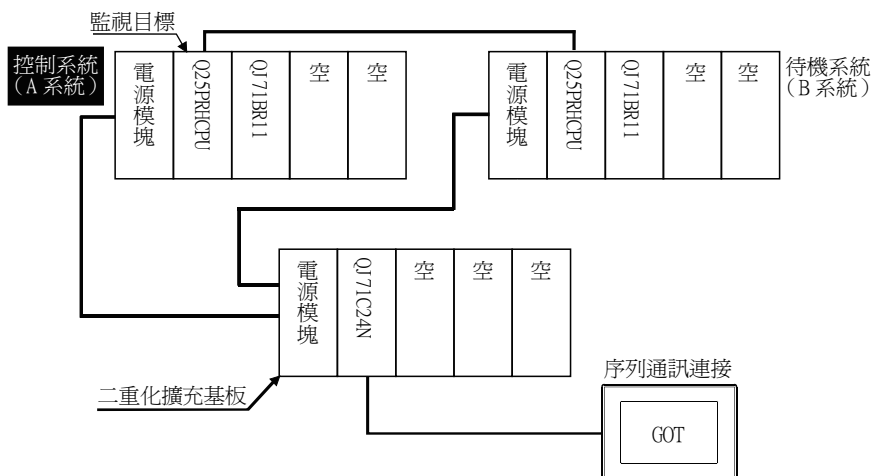 監視目標
控制系統
（A 系統）
電源模塊
Q25PRHCPU
QJ71BR11
空
空
電源模塊
Q25PRHCPU
QJ71BR11
空
空
待機系統
（B 系統）
電源模塊
QJ71C24N
空
空
空
二重化擴充基板
序列通訊連接
GOT